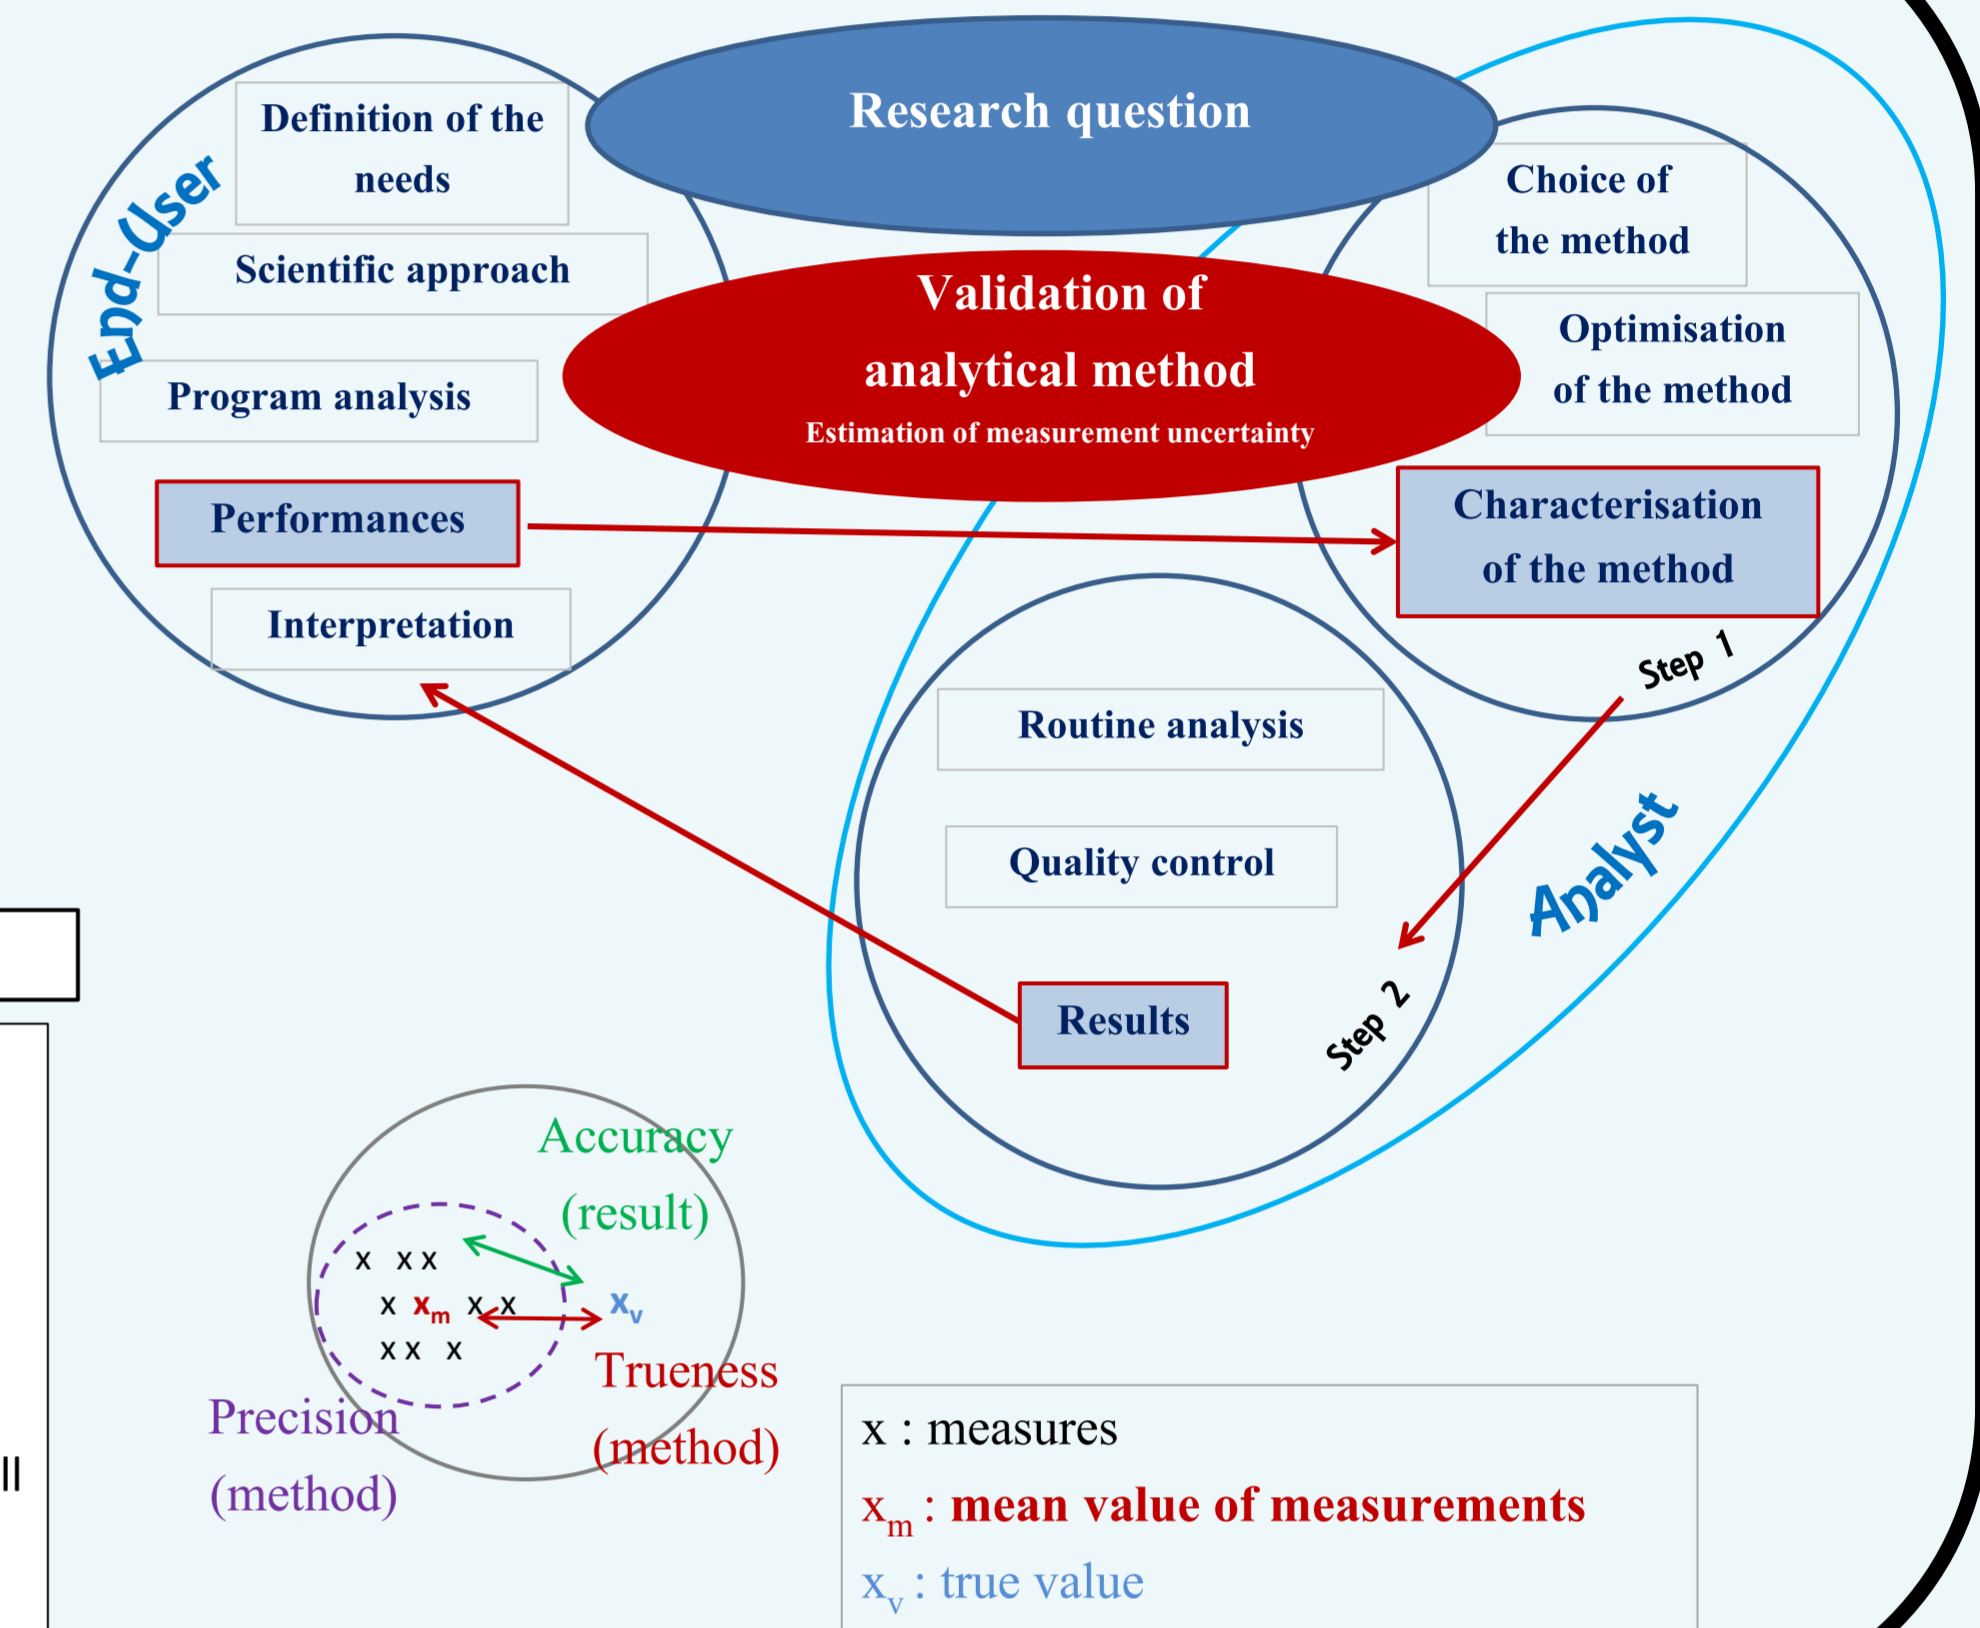 Research question
Validation of
analytical method
Estimation of measurement uncertainty
End-User
Definition of the
needs
Scientific approach
Program analysis
Performances
Interpretation
Choice of
the method
Optimisation
of the method
Characterisation
of the method
Step 1
Analyst
Routine analysis
Quality control
Results
Step 2
Accuracy
(result)
x x x
x xm x x xv
x x x
Trueness
(method)
Precision
(method)
x : measures
xm : mean value of measurements
xv : true value